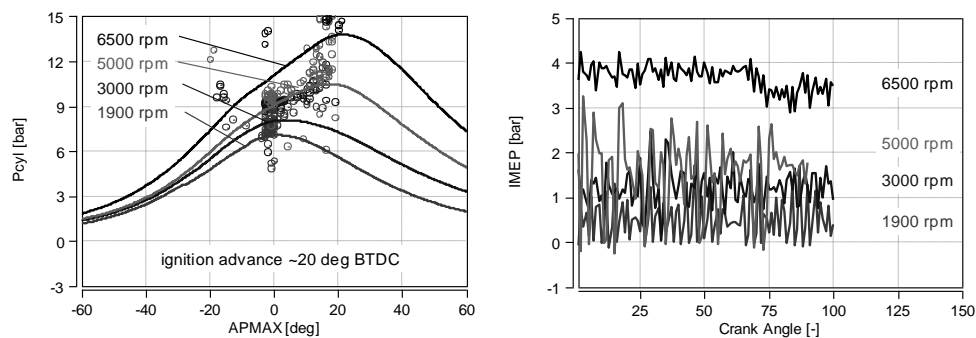 15
12
9
6
3
0
-3
Pcyl [bar]
6500 rpm
5000 rpm
3000 rpm
1900 rpm
ignition advance ~20 deg BTDC
-60
-40
-20
0
20
40
60
APMAX [deg]
5
4
3
2
1
0
-1
IMEP [bar]
6500 rpm
5000 rpm
3000 rpm
1900 rpm
25
50
75
100
125
150
Crank Angle [-]